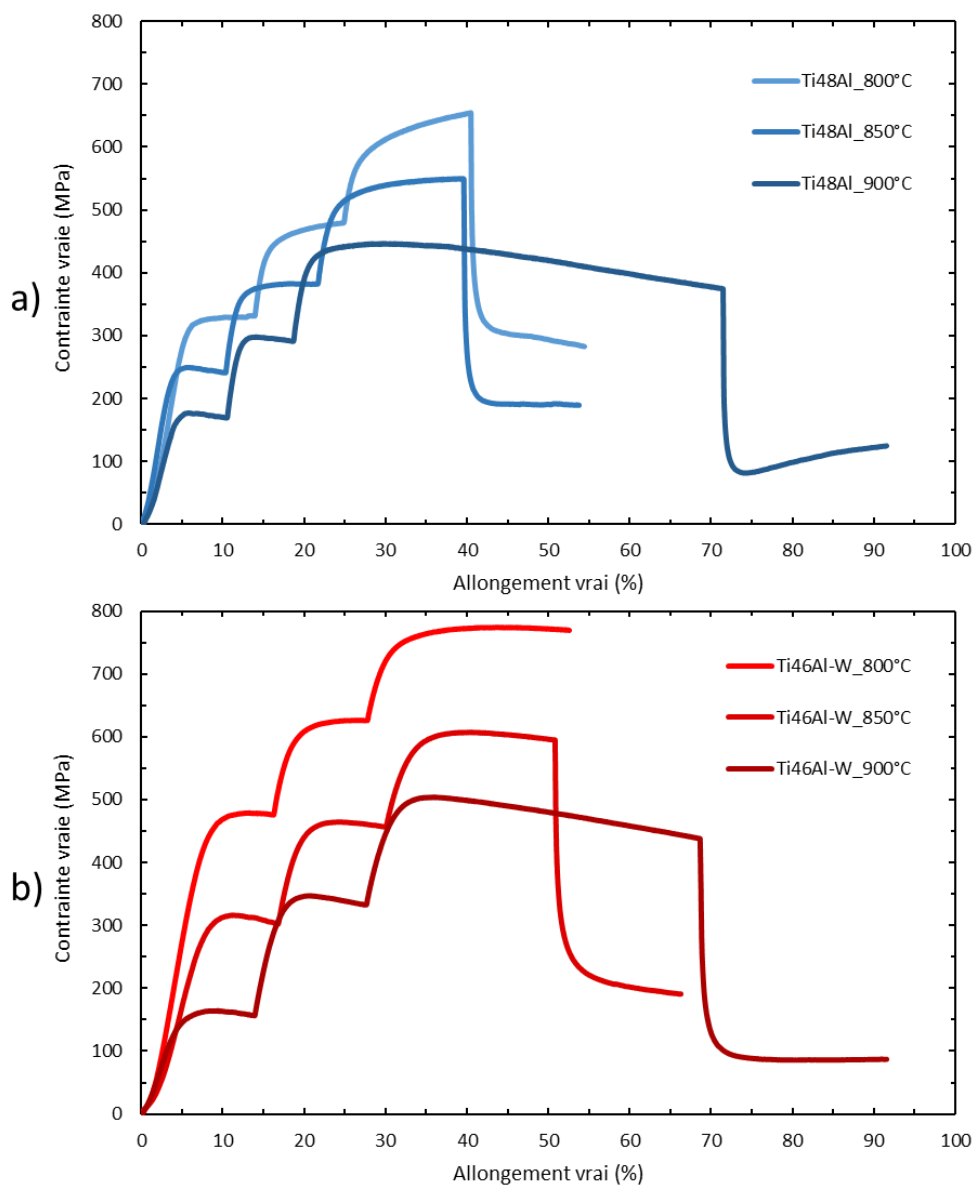 800
700
600
500
400
300
200
100
0
Contrainte vraie (MPa)
a)
Ti48Al_800°C
Ti48Al_850°C
Ti48Al_900°C
0 10 20 30 40 50 60 70 80 90 100
Allongement vrai (%)
800
700
600
500
400
300
200
100
0
Contrainte vraie (MPa)
b)
Ti46Al-W_800°C
Ti46Al-W_850°C
Ti46Al-W_900°C
0 10 20 30 40 50 60 70 80 90 100
Allongement vrai (%)